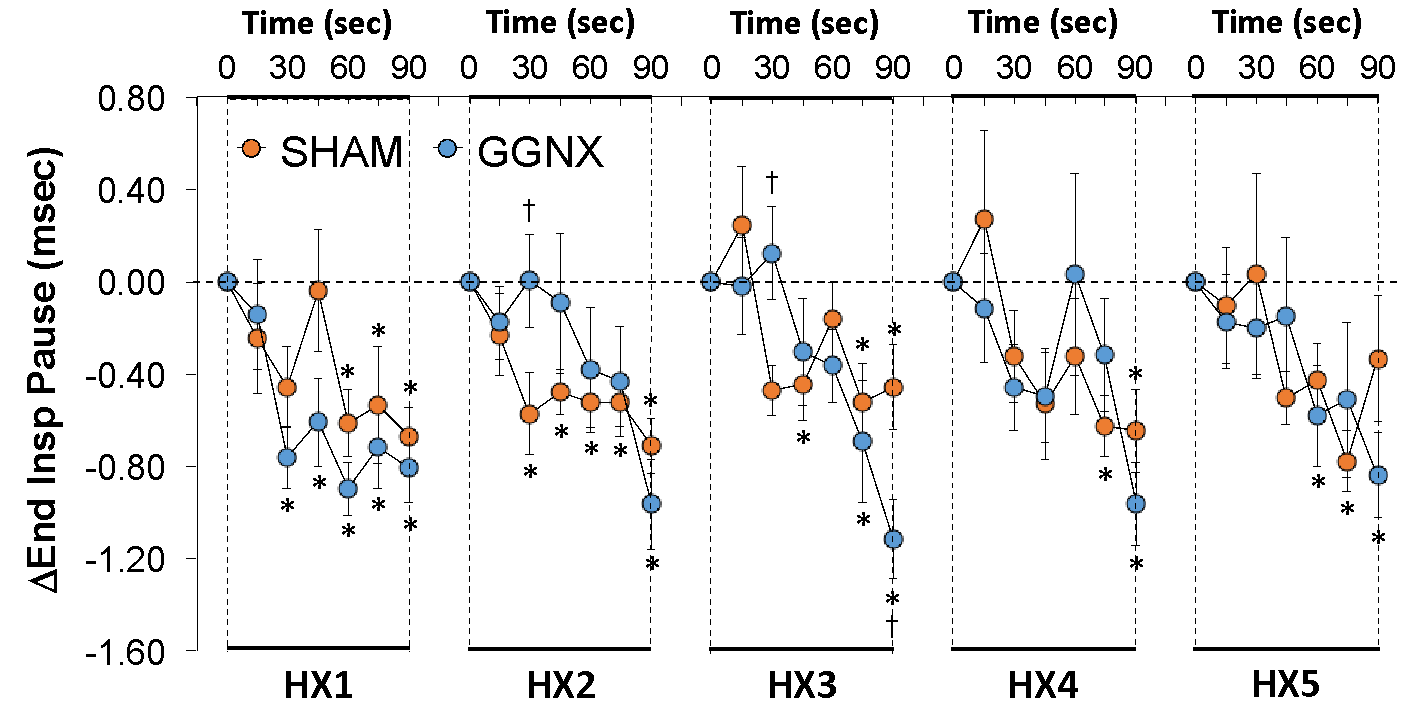 Time (sec) Time (sec) Time (sec) Time (sec) Time (sec)
0 30 60 90 0 30 60 90 0 30 60 90 0 30 60 90 0 30 60 90
0.80
SHAM GGNX
0.40
† †
0.00
-0.40
* * * * * * *
-0.80
* * * * * * * * * * * * * * *
-1.20
* * *
†
-1.60
ΔEnd Insp Pause (msec)
HX1 HX2 HX3 HX4 HX5